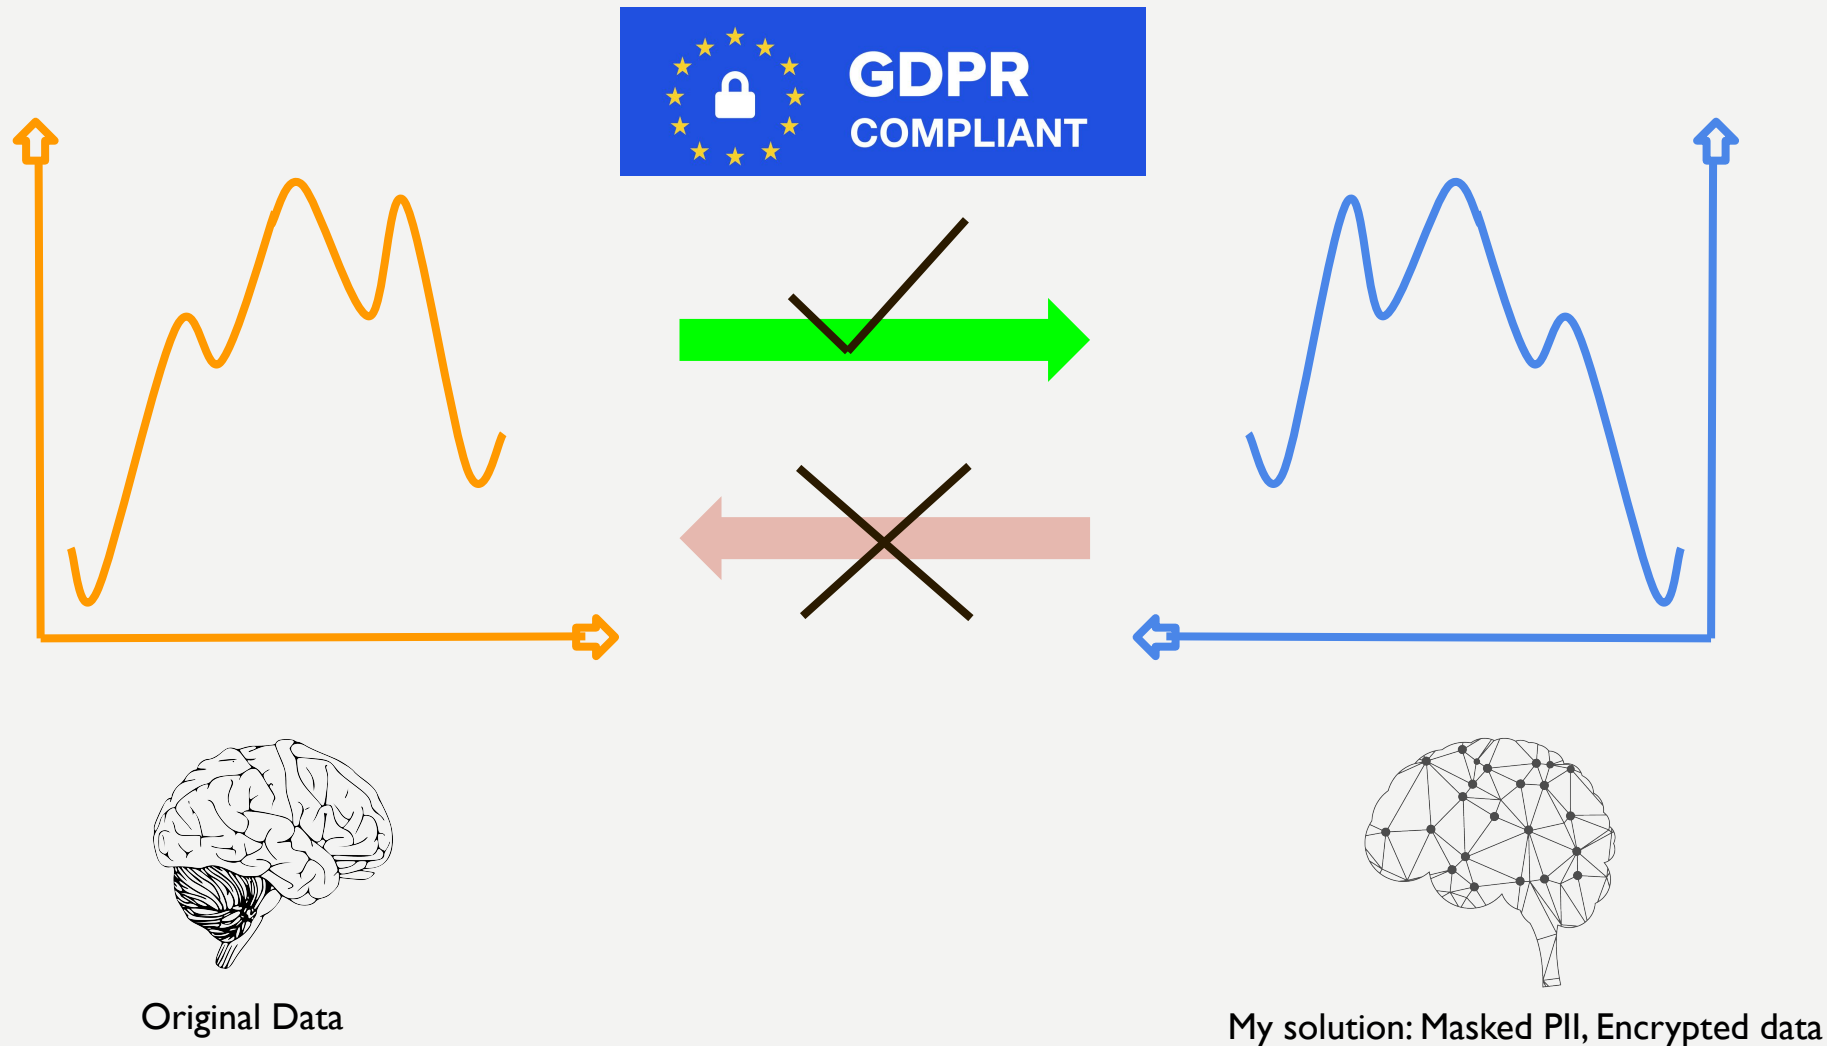 GDPR
COMPLIANT
Original Data
My solution: Masked PII, Encrypted data